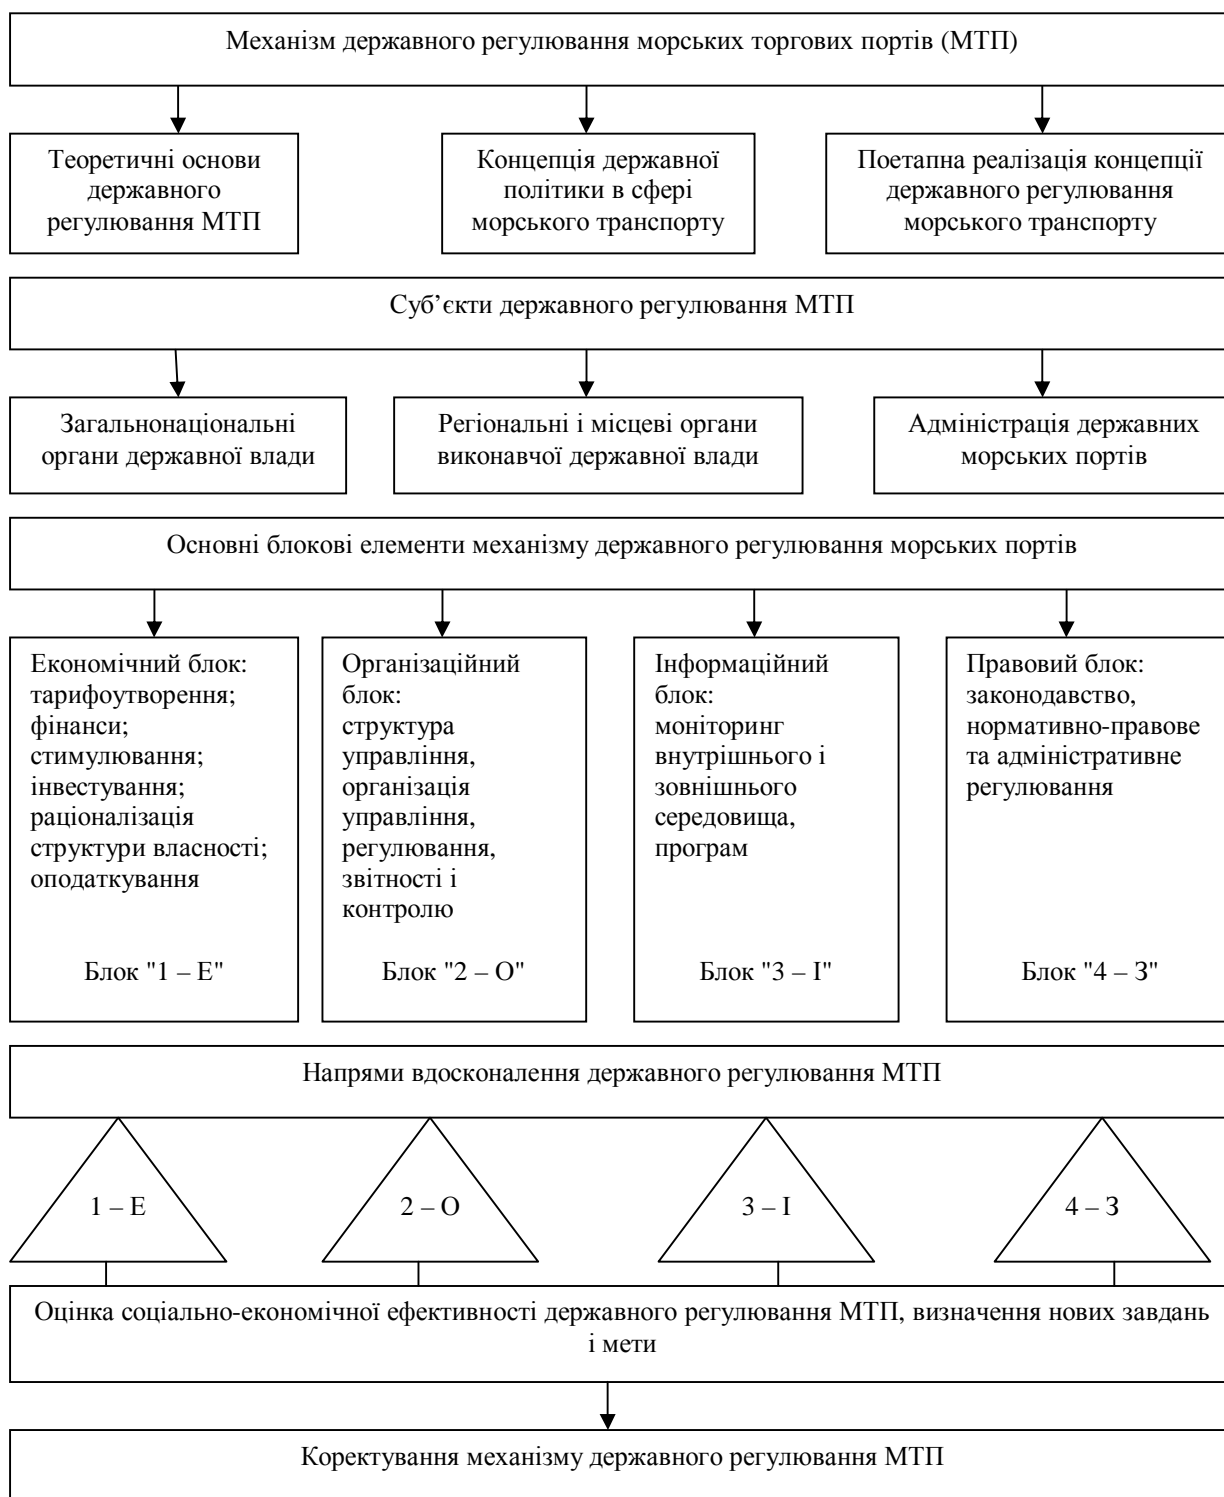 Механізм державного регулювання морських торгових портів (МТП)
Теоретичні основи
державного
регулювання МТП
Концепція державної
політики в сфері
морського транспорту
Поетапна реалізація концепції
державного регулювання
морського транспорту
Суб’єкти державного регулювання МТП
Загальнонаціональні
органи державної влади
Регіональні і місцеві органи
виконавчої державної влади
Адміністрація державних
морських портів
Основні блокові елементи механізму державного регулювання морських портів
Економічний блок:
тарифоутворення;
фінанси;
стимулювання;
інвестування;
раціоналізація
структури власності;
оподаткування
Блок "1 – Е"
Організаційний
блок:
структура
управління,
організація
управління,
регулювання,
звітності і
контролю
Блок "2 – О"
Інформаційний
блок:
моніторинг
внутрішнього і
зовнішнього
середовища,
програм
Блок "3 – І"
Правовий блок:
законодавство,
нормативно-правове
та адміністративне
регулювання
Блок "4 – З"
Напрями вдосконалення державного регулювання МТП
1 – Е
2 – О
3 – І
4 – З
Оцінка соціально-економічної ефективності державного регулювання МТП, визначення нових завдань
і мети
Коректування механізму державного регулювання МТП